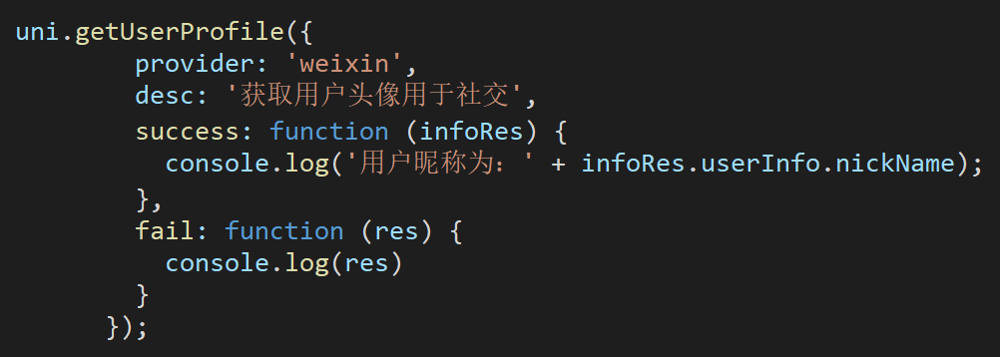 uni.getUserProfile({
        provider: 'weixin',
        desc: '获取用户头像用于社交',
        success: function (infoRes) {
          console.log('用户昵称为：' + infoRes.userInfo.nickName);
        },
        fail: function (res) {
          console.log(res)
        }
      });